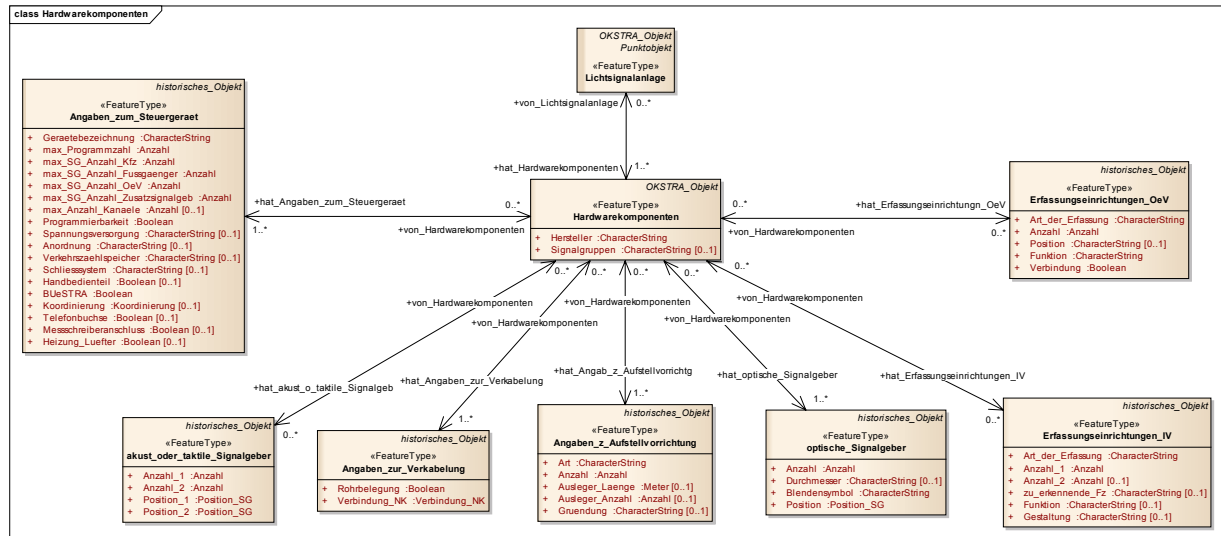 class Hardwarekomponenten
OKSTRA_Objekt
Punktobjekt
«FeatureType»
Lichtsignalanlage
+von_Lichtsignalanlage
0..*
+hat_Hardwarekomponenten
1..*
historisches_Objekt
«FeatureType»
Angaben_zum_Steuergeraet
+ Geraetebezeichnung :CharacterString
+ max_Programmzahl :Anzahl
+ max_SG_Anzahl_Kfz :Anzahl
+ max_SG_Anzahl_Fussgaenger :Anzahl
+ max_SG_Anzahl_OeV :Anzahl
+ max_SG_Anzahl_Zusatzsignalgeb :Anzahl
+ max_Anzahl_Kanaele :Anzahl [0..1]
+ Programmierbarkeit :Boolean
+ Spannungsversorgung :CharacterString [0..1]
+ Anordnung :CharacterString [0..1]
+ Verkehrszaehlspeicher :CharacterString [0..1]
+ Schliesssystem :CharacterString [0..1]
+ Handbedienteil :Boolean [0..1]
+ BUeSTRA :Boolean
+ Koordinierung :Koordinierung [0..1]
+ Telefonbuchse :Boolean [0..1]
+ Messschreiberanschluss :Boolean [0..1]
+ Heizung_Luefter :Boolean [0..1]
+hat_Angaben_zum_Steuergeraet
0..*
1..*
+von_Hardwarekomponenten
OKSTRA_Objekt
«FeatureType»
Hardwarekomponenten
+ Hersteller :CharacterString
+ Signalgruppen :CharacterString [0..1]
0..*
+hat_Erfassungseinrichtungn_OeV
+von_Hardwarekomponenten
0..*
historisches_Objekt
«FeatureType»
Erfassungseinrichtungen_OeV
+ Art_der_Erfassung :CharacterString
+ Anzahl :Anzahl
+ Position :CharacterString [0..1]
+ Funktion :CharacterString
+ Verbindung :Boolean
0..*
0..*
0..*
0..*
0..*
+von_Hardwarekomponenten
+von_Hardwarekomponenten
+von_Hardwarekomponenten
+von_Hardwarekomponenten
+von_Hardwarekomponenten
+hat_akust_o_taktile_Signalgeb
0..*
+hat_Angaben_zur_Verkabelung
1..*
+hat_Angab_z_Aufstellvorrichtg
1..*
+hat_optische_Signalgeber
1..*
+hat_Erfassungseinrichtungen_IV
0..*
historisches_Objekt
«FeatureType»
akust_oder_taktile_Signalgeber
+ Anzahl_1 :Anzahl
+ Anzahl_2 :Anzahl
+ Position_1 :Position_SG
+ Position_2 :Position_SG
historisches_Objekt
«FeatureType»
Angaben_zur_Verkabelung
+ Rohrbelegung :Boolean
+ Verbindung_NK :Verbindung_NK
historisches_Objekt
«FeatureType»
Angaben_z_Aufstellvorrichtung
+ Art :CharacterString
+ Anzahl :Anzahl
+ Ausleger_Laenge :Meter [0..1]
+ Ausleger_Anzahl :Anzahl [0..1]
+ Gruendung :CharacterString [0..1]
historisches_Objekt
«FeatureType»
optische_Signalgeber
+ Anzahl :Anzahl
+ Durchmesser :CharacterString [0..1]
+ Blendensymbol :CharacterString
+ Position :Position_SG
historisches_Objekt
«FeatureType»
Erfassungseinrichtungen_IV
+ Art_der_Erfassung :CharacterString
+ Anzahl_1 :Anzahl
+ Anzahl_2 :Anzahl [0..1]
+ zu_erkennende_Fz :CharacterString [0..1]
+ Funktion :CharacterString [0..1]
+ Gestaltung :CharacterString [0..1]